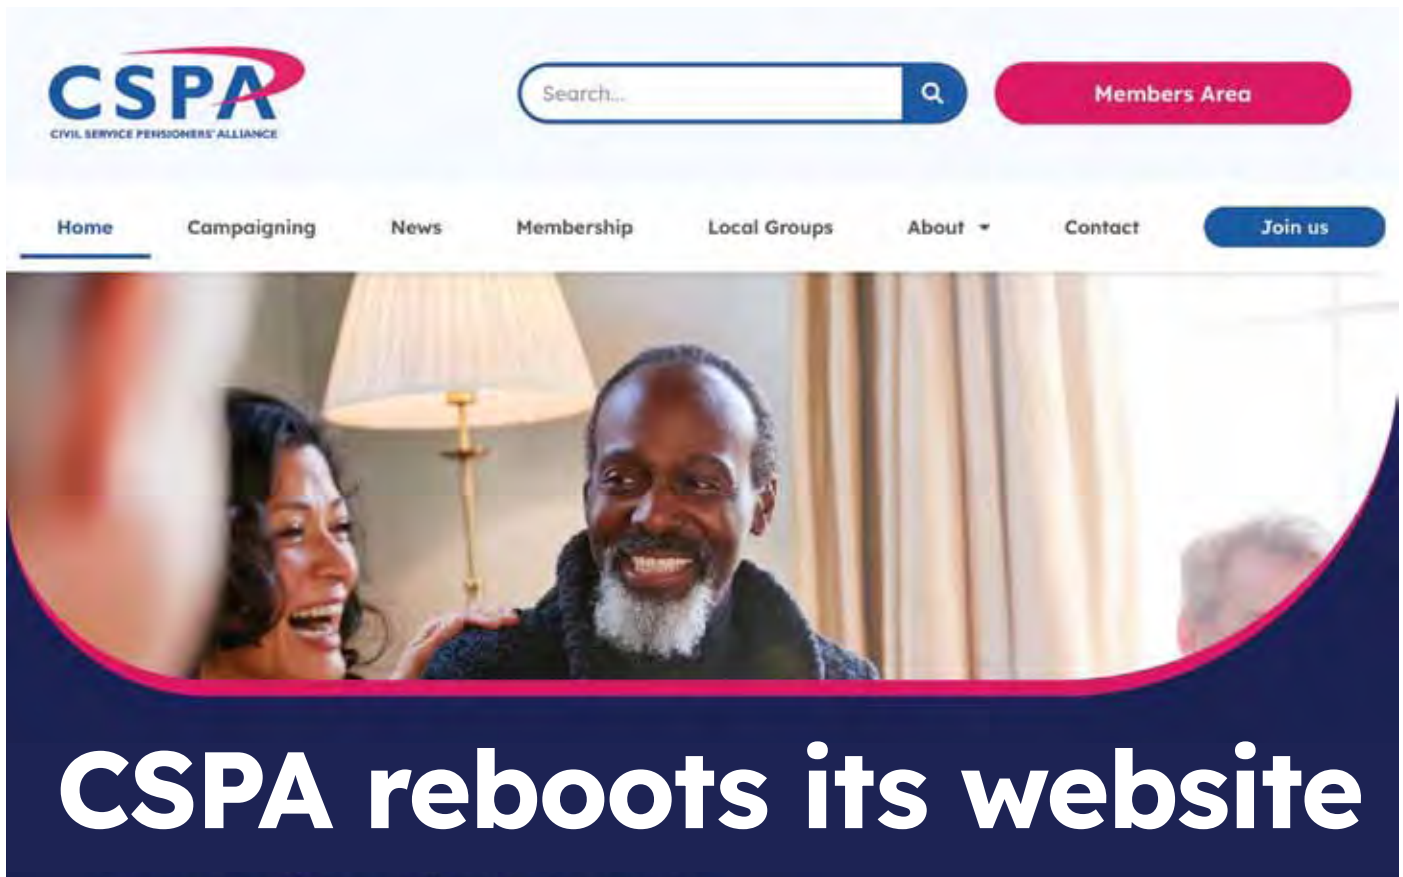 CSPA
CIVIL SERVICE PENSIONERS' ALLIANCE
Search...
Members Area
Home
Campaigning
News
Membership
Local Groups
About
Contact
Join us
CSPA reboots its website